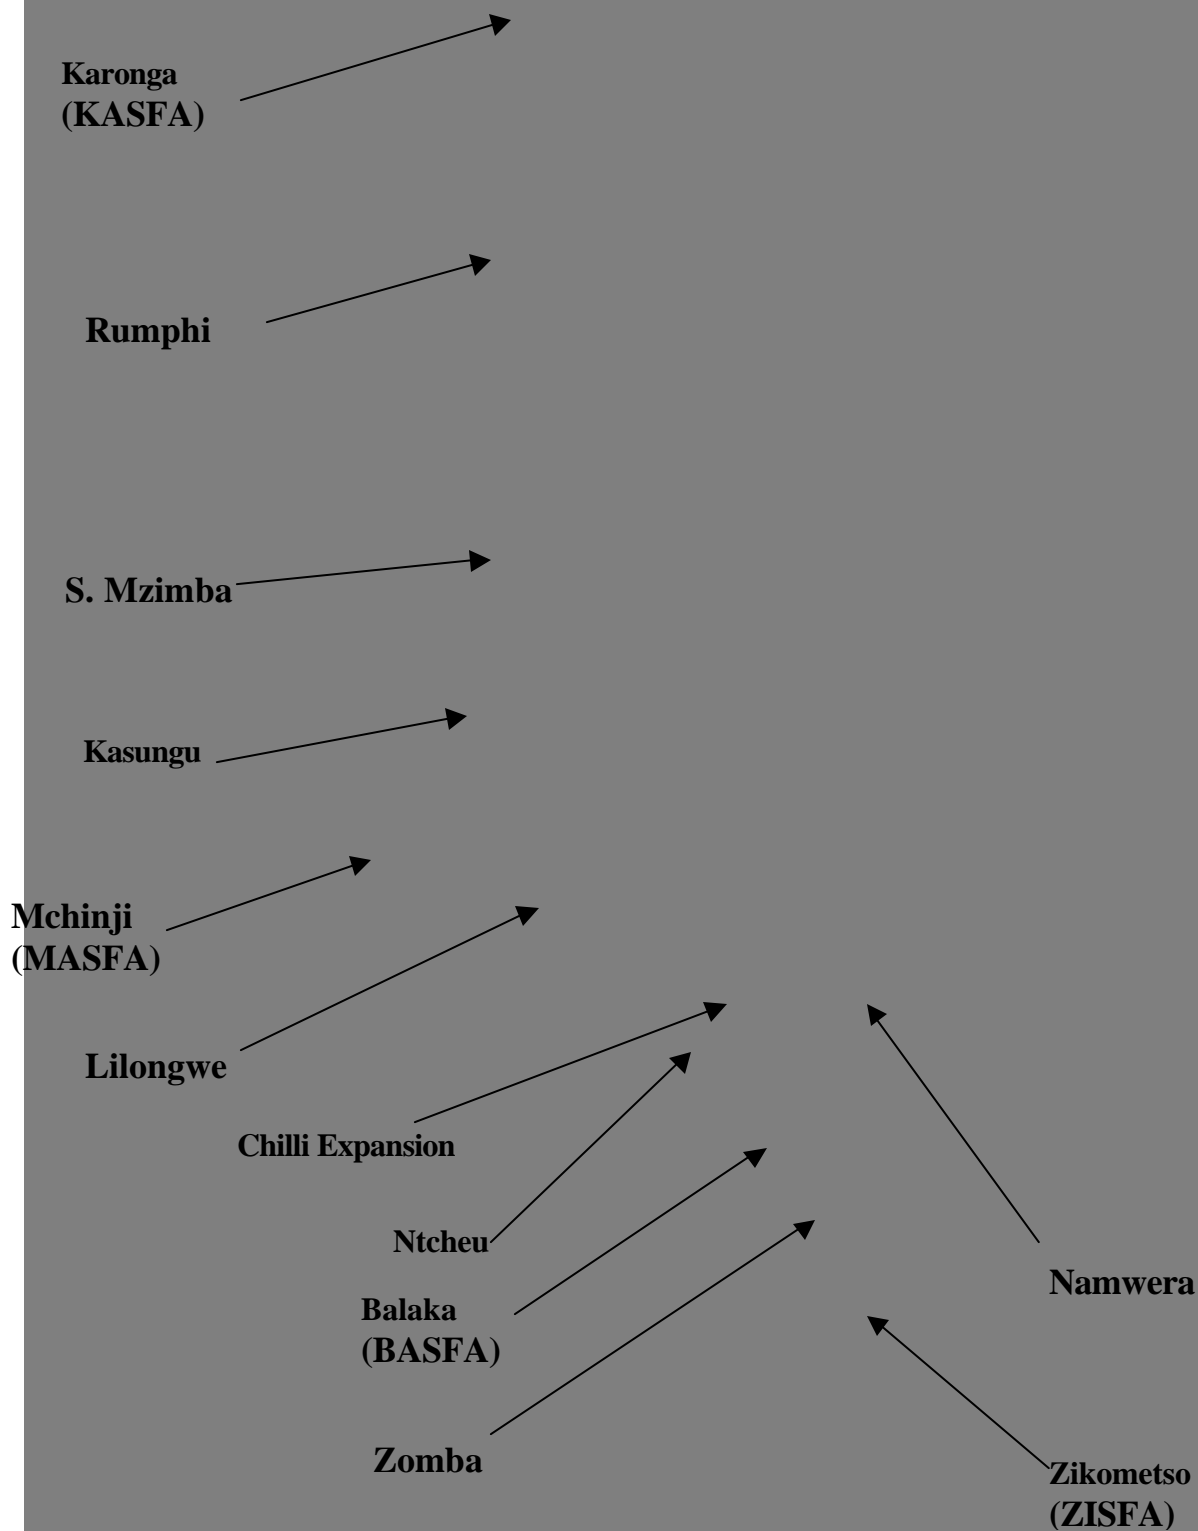 Karonga
(KASFA)
Rumphi
S. Mzimba
Kasungu
Mchinji
(MASFA)
Lilongwe
Chilli Expansion
Ntcheu
Namwera
Balaka
(BASFA)
Zomba
Zikometso
(ZISFA)